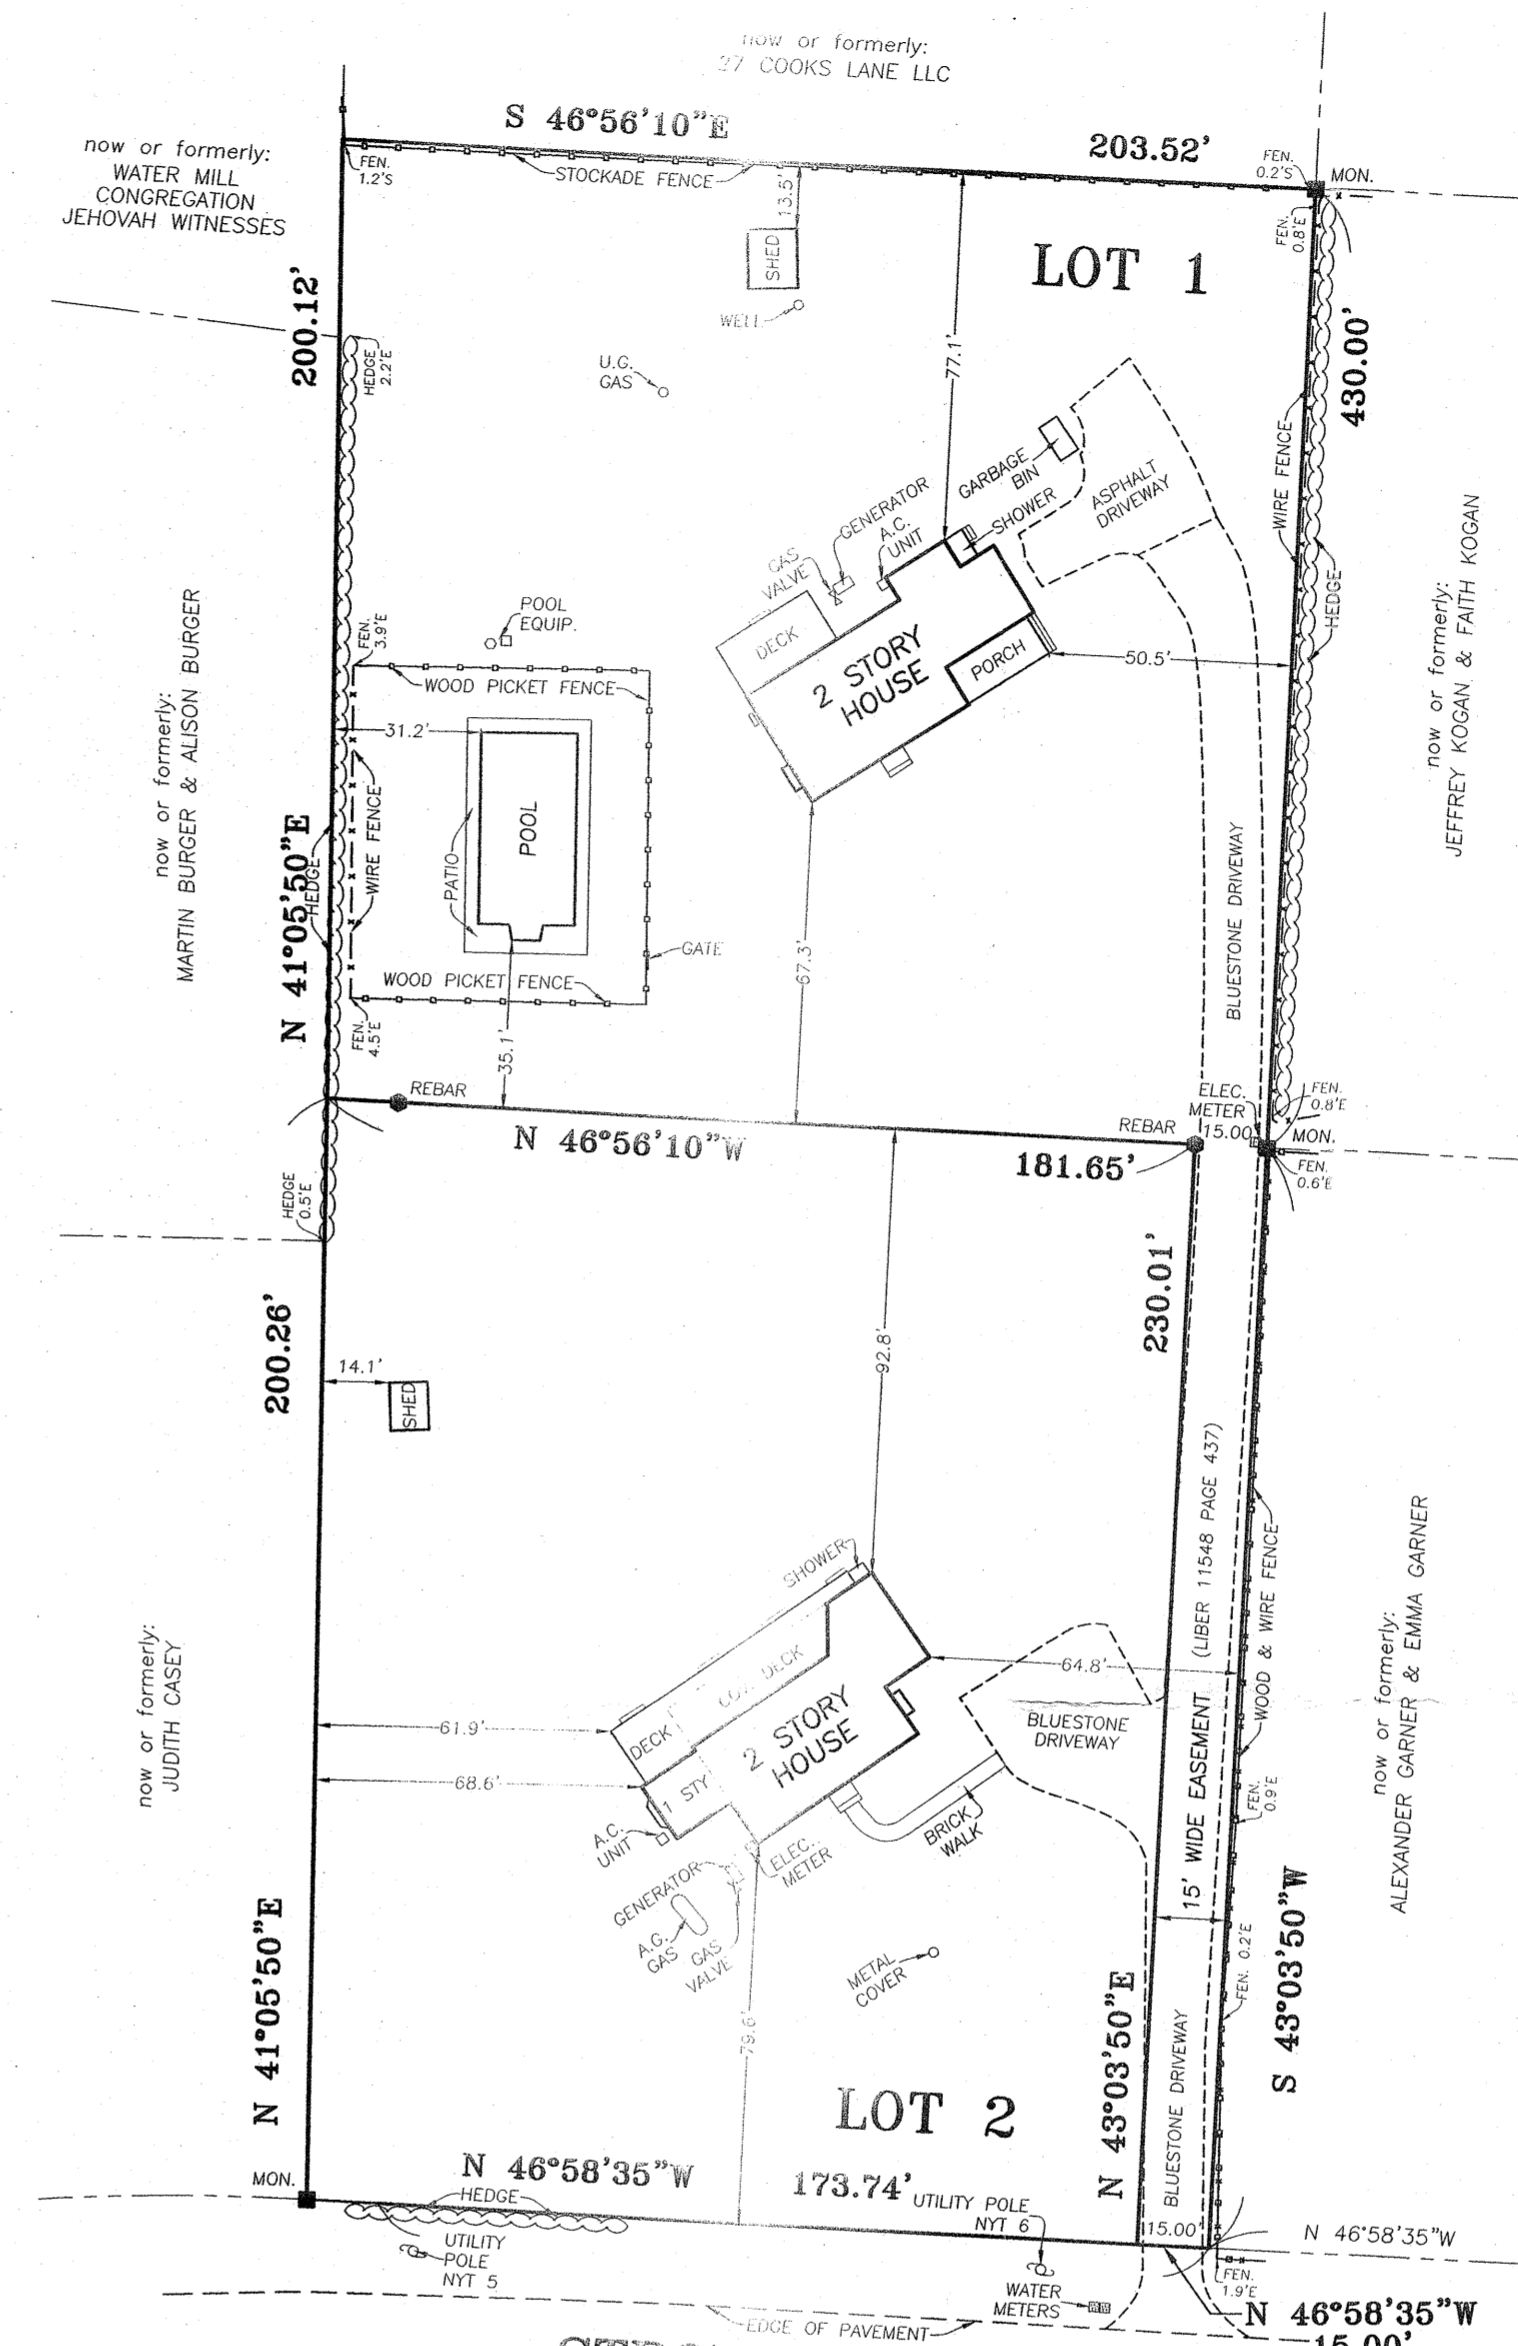 now or formerly:
27 COOKS LANE LLC
S 46°56'10"E
203.52'
now or formerly:
WATER MILL
CONGREGATION
JEHOVAH WITNESSES
FEN.
1.2'S
STOCKADE FENCE
13.5'
FEN.
0.2'S
MON.
FEN.
0.8'E
SHED
LOT 1
WELL
200.12'
HEDGE
2.2'E
U.G.
GAS
77.1'
430.00'
WIRE FENCE
GARBAGE
BIN
ASPHALT
DRIVEWAY
SHOWER
GENERATOR
A.C.
UNIT
GAS
VALVE
HEDGE
now or formerly:
JEFFREY KOGAN & FAITH KOGAN
POOL
EQUIP.
FEN.
3.9'E
DECK
2 STORY
HOUSE
PORCH
50.5'
WOOD PICKET FENCE
31.2'
now or formerly:
MARTIN BURGER & ALISON BURGER
N 41°05'50"E
HEDGE
WIRE FENCE
PATIO
POOL
BLUESTONE DRIVEWAY
GATE
67.3'
WOOD PICKET FENCE
FEN.
4.5'E
35.1'
REBAR
N 46°56'10"W
REBAR
181.65'
ELEC.
METER
15.00
FEN.
0.8'E
MON.
FEN.
0.6'E
HEDGE
0.5'E
230.01'
200.26'
14.1'
SHED
92.8'
15' WIDE EASEMENT (LIBER 11548 PAGE 437)
WOOD & WIRE FENCE
now or formerly:
ALEXANDER GARNER & EMMA GARNER
SHOWER
COV. DECK
64.8'
61.9'
DECK
2 STORY
HOUSE
BLUESTONE
DRIVEWAY
68.6'
1 STY
now or formerly:
JUDITH CASEY
A.C.
UNIT
ELEC.
METER
BRICK
WALK
FEN.
0.9'E
GENERATOR
A.G.
GAS
GAS
VALVE
METAL
COVER
FEN. 0.2'E
S 43°03'50"W
N 41°05'50"E
79.6'
N 43°03'50"E
BLUESTONE DRIVEWAY
LOT 2
MON.
N 46°58'35"W
173.74'
HEDGE
UTILITY POLE
NYT 6
15.00'
N 46°58'35"W
UTILITY
POLE
NYT 5
WATER
METERS
FEN.
1.9'E
N 46°58'35"W
15.00'
EDGE OF PAVEMENT